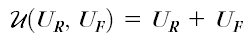 𝒰(U_R, U_F) = U_R + U_F